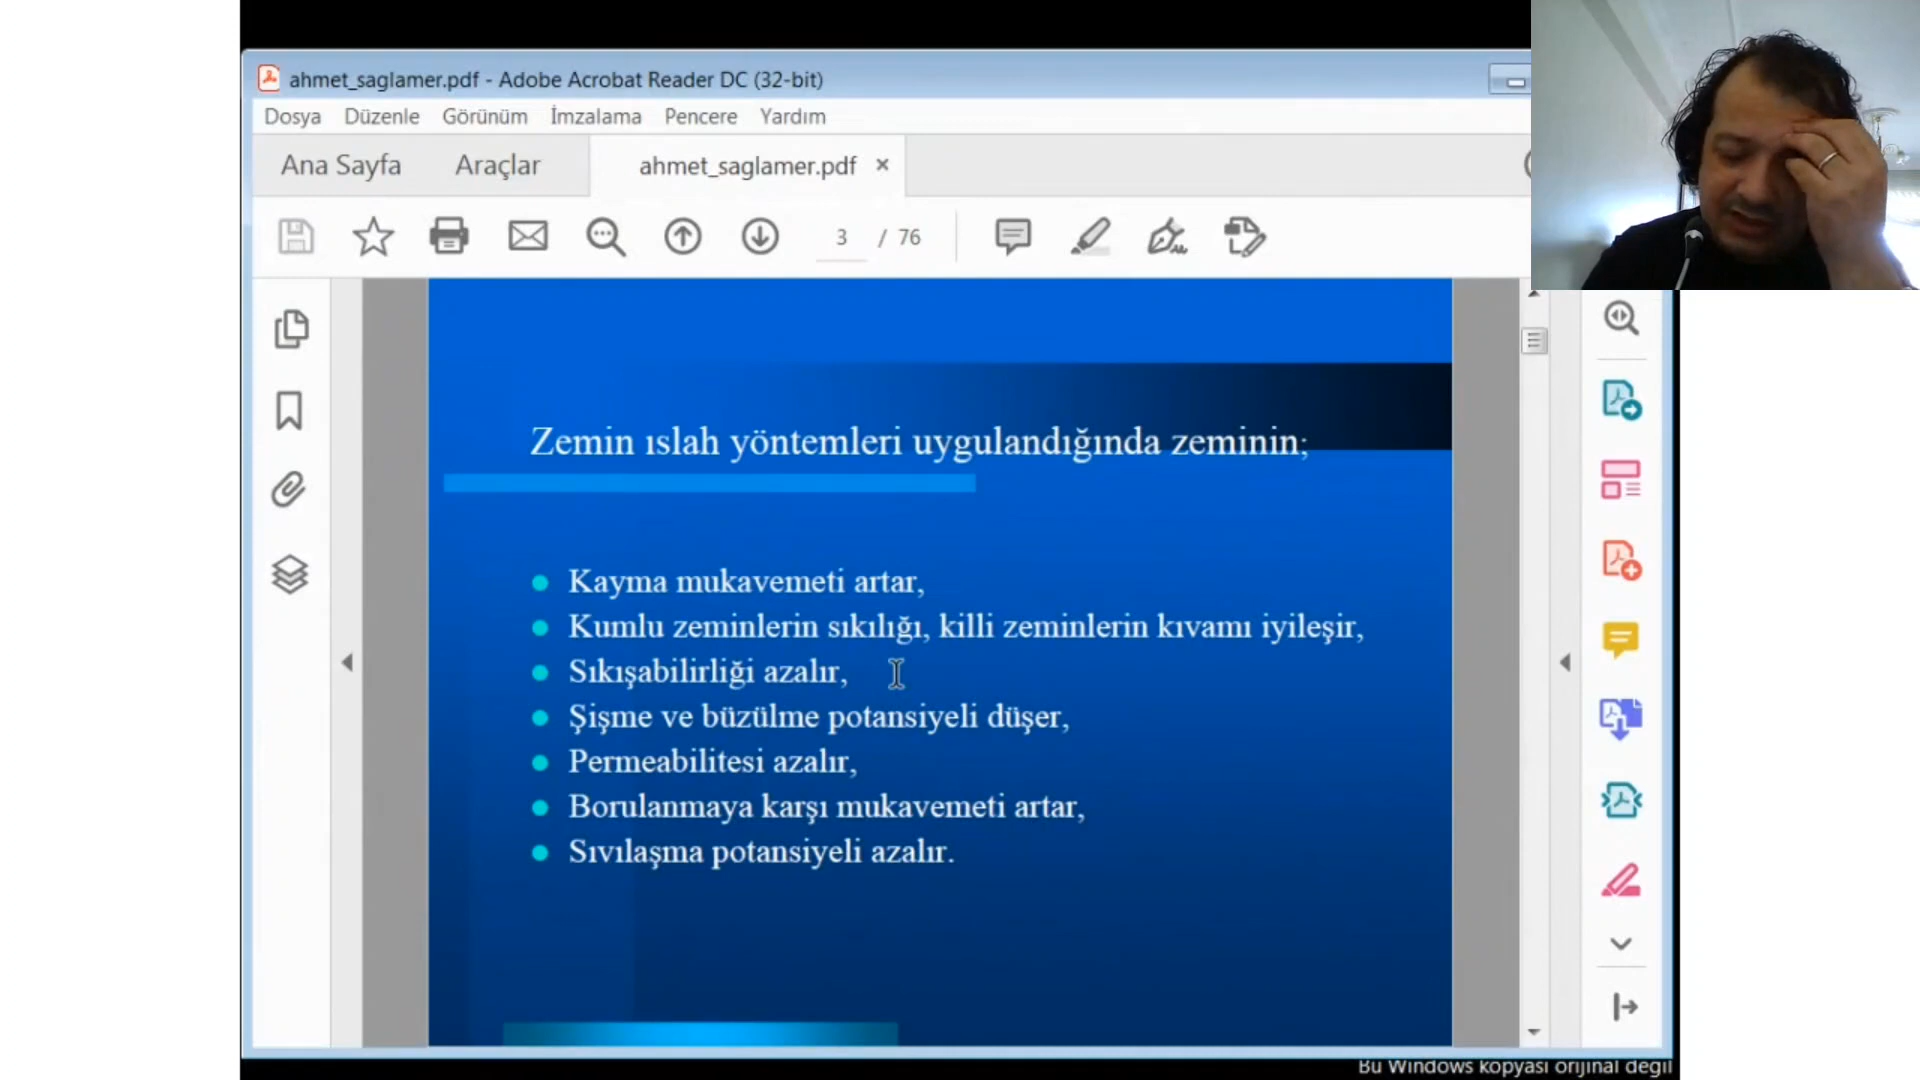 ahmet_saglamer.pdf - Adobe Acrobat Reader DC (32-bit)
Dosya Düzenle Görünüm İmzalama Pencere Yardım
Ana Sayfa Araçlar ahmet_saglamer.pdf ×
3 / 76
Zemin ıslah yöntemleri uygulandığında zeminin;
Kayma mukavemeti artar,
Kumlu zeminlerin sıkılığı, killi zeminlerin kıvamı iyileşir,
Sıkışabilirliği azalır,
Şişme ve büzülme potansiyeli düşer,
Permeabilitesi azalır,
Borulanmaya karşı mukavemeti artar,
Sıvılaşma potansiyeli azalır.
Bu Windows kopyası orijinal değil